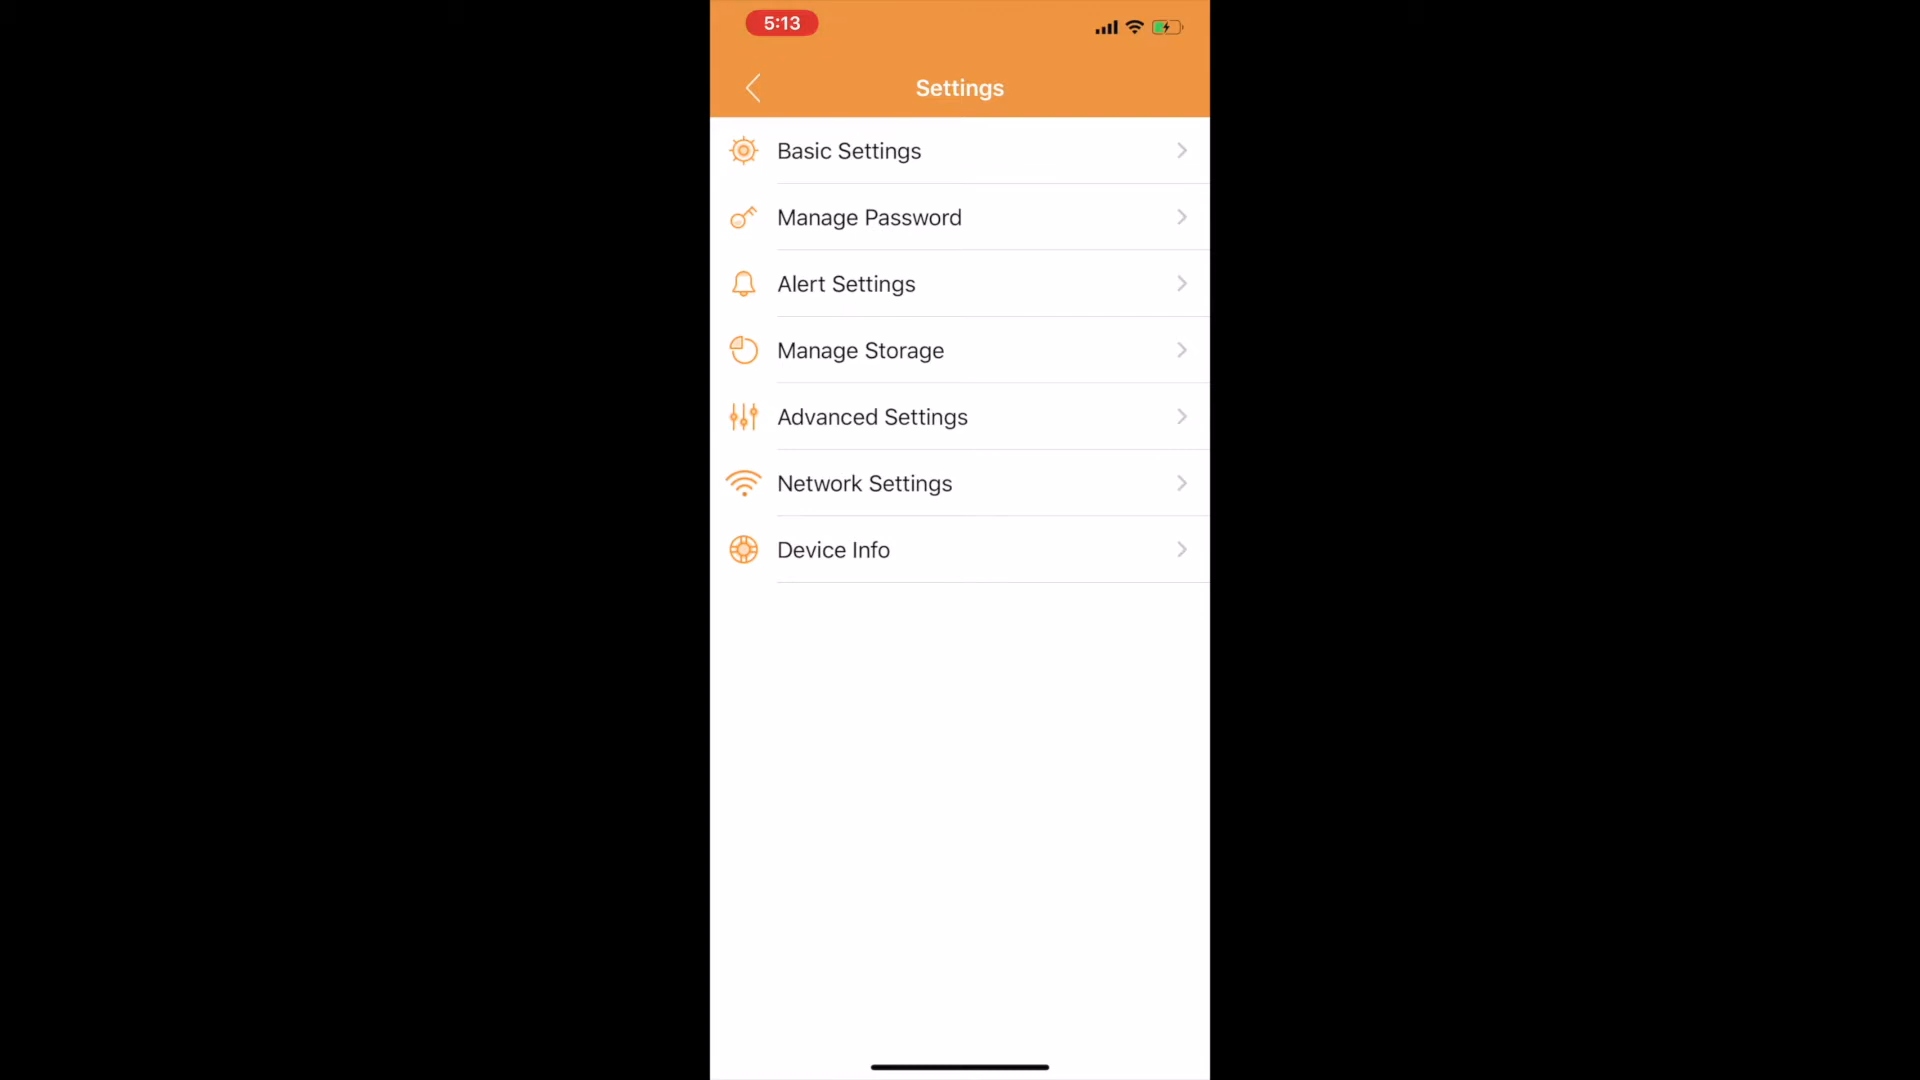 5:13
Settings
Basic Settings
Manage Password
Alert Settings
Manage Storage
Advanced Settings
Network Settings
Device Info